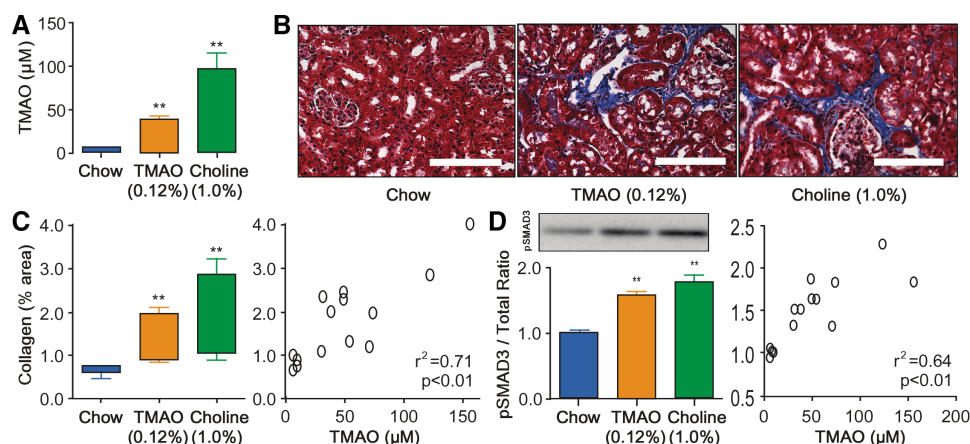 A
TMAO (µM)
150
100
50
0
**
**
Chow
TMAO
(0.12%)
Choline
(1.0%)
B
Chow
TMAO (0.12%)
Choline (1.0%)
C
Collagen (% area)
4.0
3.0
2.0
1.0
0.0
**
**
Chow
TMAO
(0.12%)
Choline
(1.0%)
4.0
3.0
2.0
1.0
0.0
0
50
100
150
r²=0.71
p<0.01
TMAO (µM)
D
pSMAD3
pSMAD3 / Total Ratio
2.0
1.0
0.0
**
**
Chow
TMAO
(0.12%)
Choline
(1.0%)
2.5
2.0
1.5
1.0
0.5
0
50
100
150
200
r²=0.64
p<0.01
TMAO (µM)